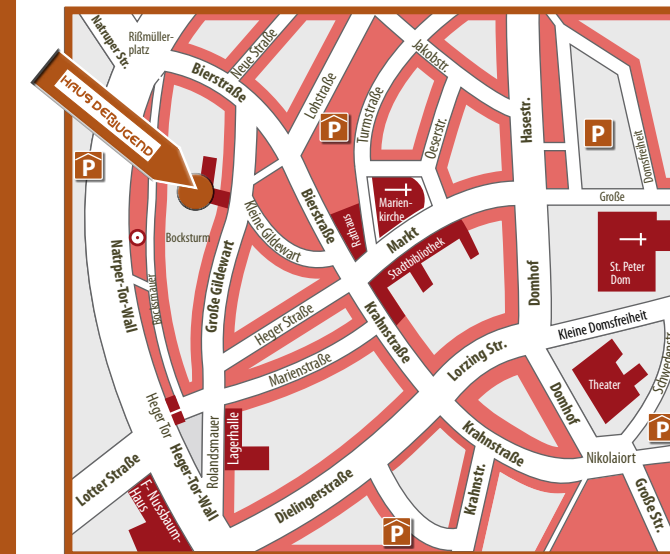 Natruper Str.
Rißmüller-
platz
Neue Straße
Bierstraße
Lohstraße
Turmstraße
Jakobstr.
Oeserstr.
Hasestr.
Domsfreiheit
HAUS DER JUGEND
P
P
P
P
P
Große
Bierstraße
Rathaus
Marien-
kirche
Markt
Stadtbibliothek
Kleine Gildewart
Bocksturm
Große Gildewart
Natrper-Tor-Wall
Bocksmauer
St. Peter
Dom
Domhof
Kleine Domsfreiheit
Heger Straße
Krahnstraße
Marienstraße
Lorzing Str.
Theater
Domhof
Schwedenstr.
Heger Tor
Heger-Tor-Wall
Rolandsmauer
Lagerhalle
Krahnstraße
Nikolaiort
Lotter Straße
F- Nussbaum-
Haus
Dielingerstraße
Krahnstr.
Große Str.